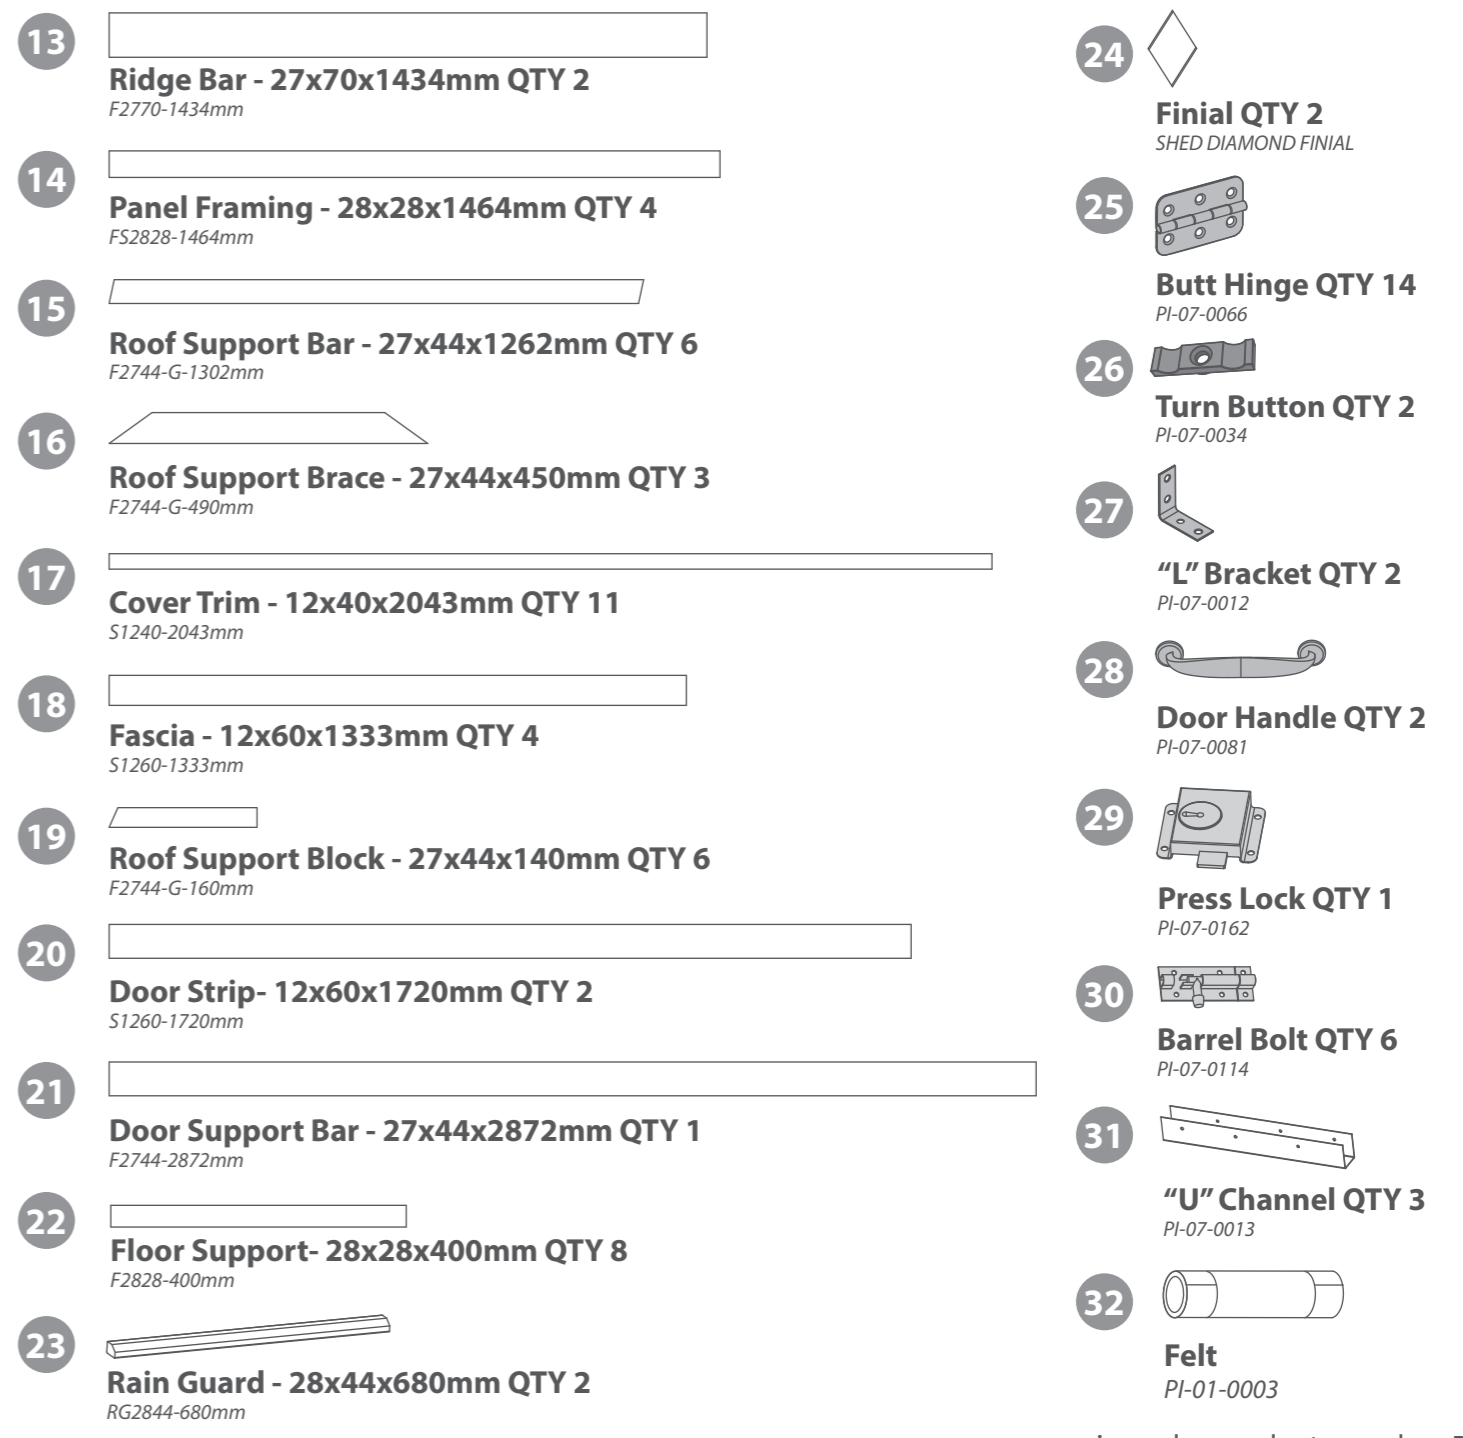 13
Ridge Bar - 27x70x1434mm QTY 2
F2770-1434mm
14
Panel Framing - 28x28x1464mm QTY 4
FS2828-1464mm
15
Roof Support Bar - 27x44x1262mm QTY 6
F2744-G-1302mm
16
Roof Support Brace - 27x44x450mm QTY 3
F2744-G-490mm
17
Cover Trim - 12x40x2043mm QTY 11
S1240-2043mm
18
Fascia - 12x60x1333mm QTY 4
S1260-1333mm
19
Roof Support Block - 27x44x140mm QTY 6
F2744-G-160mm
20
Door Strip- 12x60x1720mm QTY 2
S1260-1720mm
21
Door Support Bar - 27x44x2872mm QTY 1
F2744-2872mm
22
Floor Support- 28x28x400mm QTY 8
F2828-400mm
23
Rain Guard - 28x44x680mm QTY 2
RG2844-680mm
24
Finial QTY 2
SHED DIAMOND FINIAL
25
Butt Hinge QTY 14
PI-07-0066
26
Turn Button QTY 2
PI-07-0034
27
“L” Bracket QTY 2
PI-07-0012
28
Door Handle QTY 2
PI-07-0081
29
Press Lock QTY 1
PI-07-0162
30
Barrel Bolt QTY 6
PI-07-0114
31
“U” Channel QTY 3
PI-07-0013
32
Felt
PI-01-0003